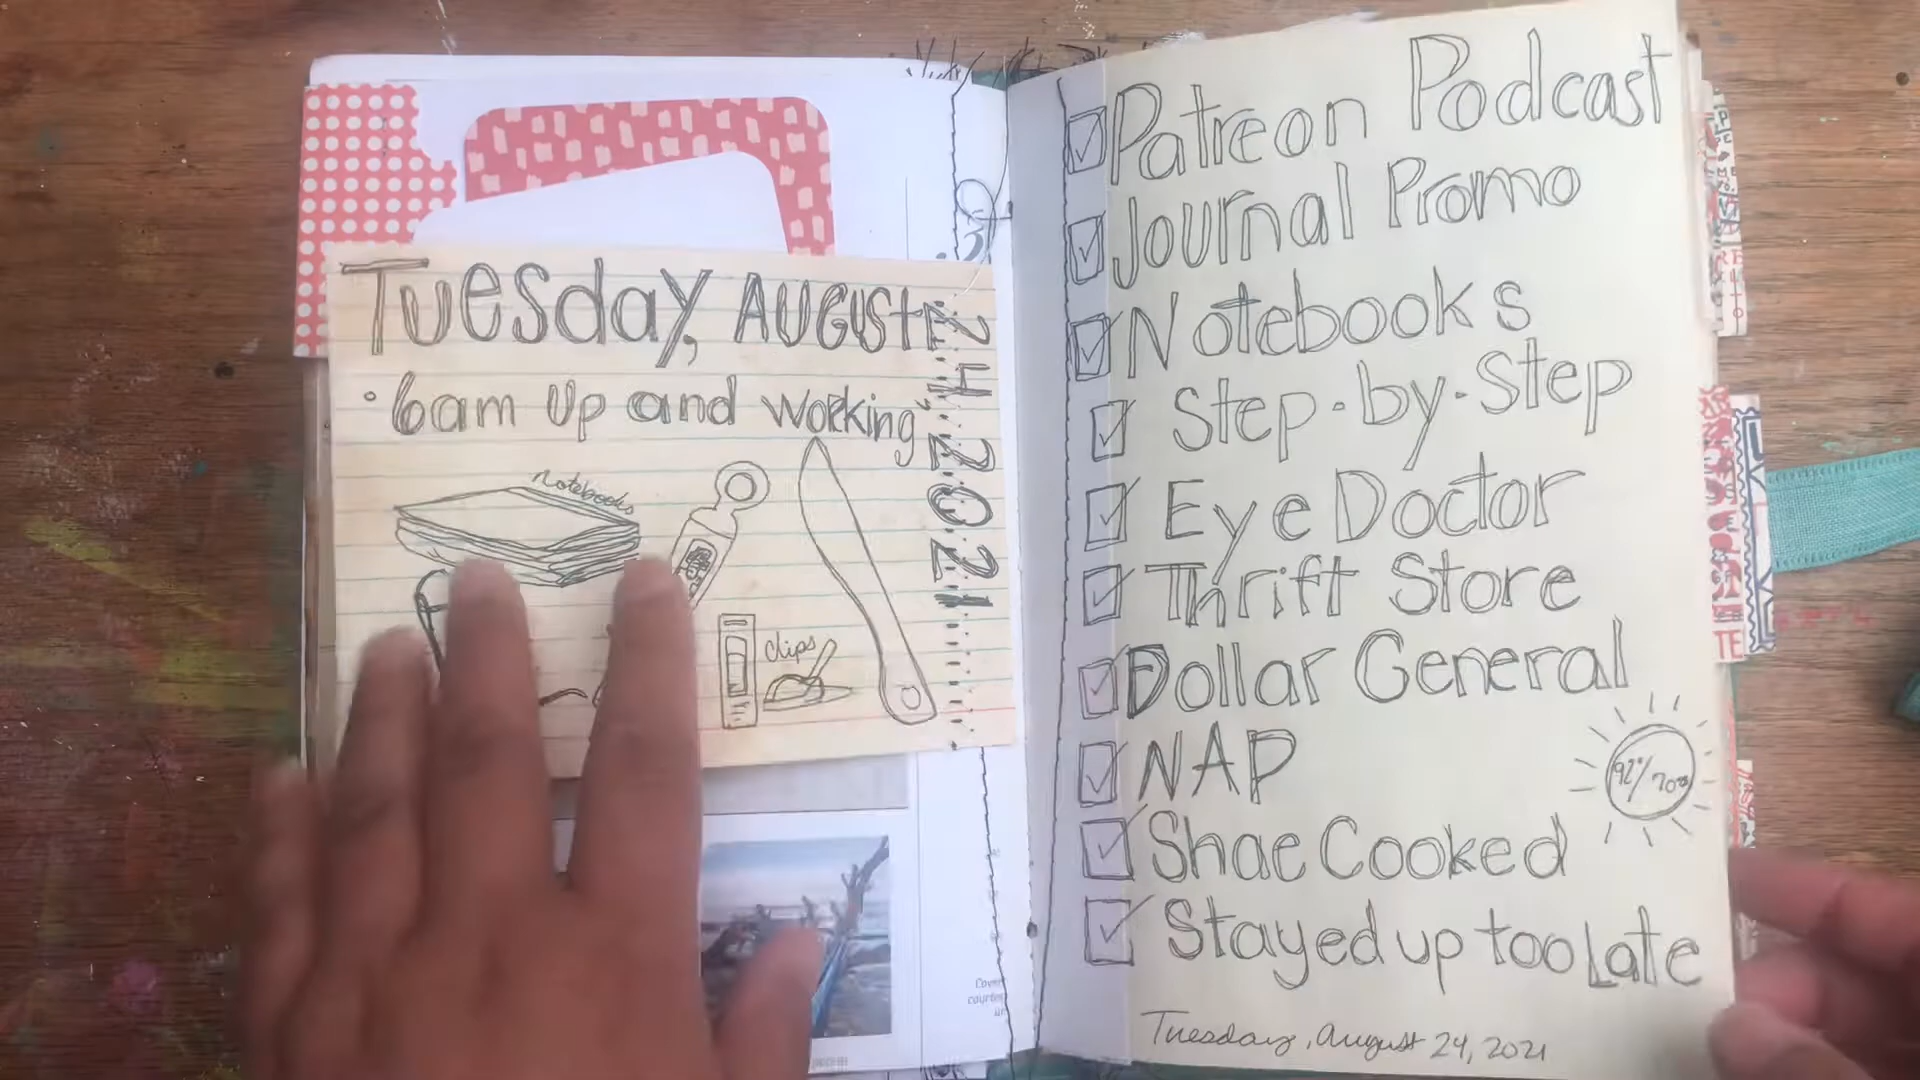 Tuesday, August
24, 2021
• 6am Up and Working,
notebooks
clips
Patreon Podcast
Journal Promo
Notebooks
Step-by-Step
Eye Doctor
Thrift Store
Dollar General
NAP
92°/70%
Shae Cooked
Stayed up too Late
Tuesday, August 24, 2021